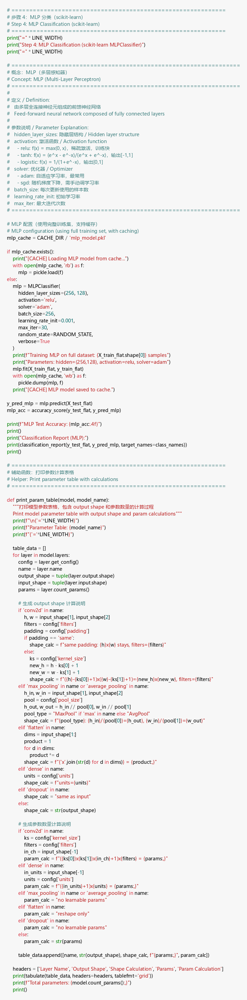 # ============================================================
# 步骤 4：MLP 分类（scikit-learn）
# Step 4: MLP Classification (scikit-learn)
# ============================================================
print("=" * LINE_WIDTH)
print("Step 4: MLP Classification (scikit-learn MLPClassifier)")
print("=" * LINE_WIDTH)

# ================================================================
# 概念：MLP（多层感知器）
# Concept: MLP (Multi-Layer Perceptron)
# ================================================================
#
# 定义 / Definition:
#   由多层全连接神经元组成的前馈神经网络
#   Feed-forward neural network composed of fully connected layers
#
# 参数说明 / Parameter Explanation:
#   hidden_layer_sizes: 隐藏层结构 / Hidden layer structure
#   activation: 激活函数 / Activation function
#     - relu: f(x) = max(0, x)，稀疏激活，训练快
#     - tanh: f(x) = (e^x - e^-x)/(e^x + e^-x)，输出[-1,1]
#     - logistic: f(x) = 1/(1+e^-x)，输出[0,1]
#   solver: 优化器 / Optimizer
#     - adam: 自适应学习率，最常用
#     - sgd: 随机梯度下降，需手动调学习率
#   batch_size: 每次更新使用的样本数
#   learning_rate_init: 初始学习率
#   max_iter: 最大迭代次数
# ================================================================

# MLP 配置（使用完整训练集，支持缓存）
# MLP configuration (using full training set, with caching)
mlp_cache = CACHE_DIR / 'mlp_model.pkl'

if mlp_cache.exists():
    print("[CACHE] Loading MLP model from cache...")
    with open(mlp_cache, 'rb') as f:
        mlp = pickle.load(f)
else:
    mlp = MLPClassifier(
        hidden_layer_sizes=(256, 128),
        activation='relu',
        solver='adam',
        batch_size=256,
        learning_rate_init=0.001,
        max_iter=30,
        random_state=RANDOM_STATE,
        verbose=True
    )
    print(f"Training MLP on full dataset: {X_train_flat.shape[0]} samples")
    print("Parameters: hidden=(256,128), activation=relu, solver=adam")
    mlp.fit(X_train_flat, y_train_flat)
    with open(mlp_cache, 'wb') as f:
        pickle.dump(mlp, f)
    print("[CACHE] MLP model saved to cache.")

y_pred_mlp = mlp.predict(X_test_flat)
mlp_acc = accuracy_score(y_test_flat, y_pred_mlp)

print(f"MLP Test Accuracy: {mlp_acc:.4f}")
print()
print("Classification Report (MLP):")
print(classification_report(y_test_flat, y_pred_mlp, target_names=class_names))
print()

# ============================================================
# 辅助函数：打印参数计算表格
# Helper: Print parameter table with calculations
# ============================================================

def print_param_table(model, model_name):
    """打印模型参数表格，包含 output shape 和参数数量的计算过程
    Print model parameter table with output shape and param calculations"""
    print(f"\n{'='*LINE_WIDTH}")
    print(f"Parameter Table: {model_name}")
    print(f"{'='*LINE_WIDTH}")

    table_data = []
    for layer in model.layers:
        config = layer.get_config()
        name = layer.name
        output_shape = tuple(layer.output.shape)
        input_shape = tuple(layer.input.shape)
        params = layer.count_params()

        # 生成 output shape 计算说明
        if 'conv2d' in name:
            h, w = input_shape[1], input_shape[2]
            filters = config['filters']
            padding = config['padding']
            if padding == 'same':
                shape_calc = f"same padding: {h}x{w} stays, filters={filters}"
            else:
                ks = config['kernel_size']
                new_h = h - ks[0] + 1
                new_w = w - ks[1] + 1
                shape_calc = f"({h}-{ks[0]}+1)x({w}-{ks[1]}+1)={new_h}x{new_w}, filters={filters}"
        elif 'max_pooling' in name or 'average_pooling' in name:
            h_in, w_in = input_shape[1], input_shape[2]
            pool = config['pool_size']
            h_out, w_out = h_in // pool[0], w_in // pool[1]
            pool_type = "MaxPool" if 'max' in name else "AvgPool"
            shape_calc = f"{pool_type}: {h_in}/{pool[0]}={h_out}, {w_in}/{pool[1]}={w_out}"
        elif 'flatten' in name:
            dims = input_shape[1:]
            product = 1
            for d in dims:
                product *= d
            shape_calc = f"{'x'.join(str(d) for d in dims)} = {product:,}"
        elif 'dense' in name:
            units = config['units']
            shape_calc = f"units={units}"
        elif 'dropout' in name:
            shape_calc = "same as input"
        else:
            shape_calc = str(output_shape)

        # 生成参数数量计算说明
        if 'conv2d' in name:
            ks = config['kernel_size']
            filters = config['filters']
            in_ch = input_shape[-1]
            param_calc = f"({ks[0]}x{ks[1]}x{in_ch}+1)x{filters} = {params:,}"
        elif 'dense' in name:
            in_units = input_shape[-1]
            units = config['units']
            param_calc = f"({in_units}+1)x{units} = {params:,}"
        elif 'max_pooling' in name or 'average_pooling' in name:
            param_calc = "no learnable params"
        elif 'flatten' in name:
            param_calc = "reshape only"
        elif 'dropout' in name:
            param_calc = "no learnable params"
        else:
            param_calc = str(params)

        table_data.append([name, str(output_shape), shape_calc, f"{params:,}", param_calc])

    headers = ['Layer Name', 'Output Shape', 'Shape Calculation', 'Params', 'Param Calculation']
    print(tabulate(table_data, headers=headers, tablefmt='grid'))
    print(f"Total parameters: {model.count_params():,}")
    print()